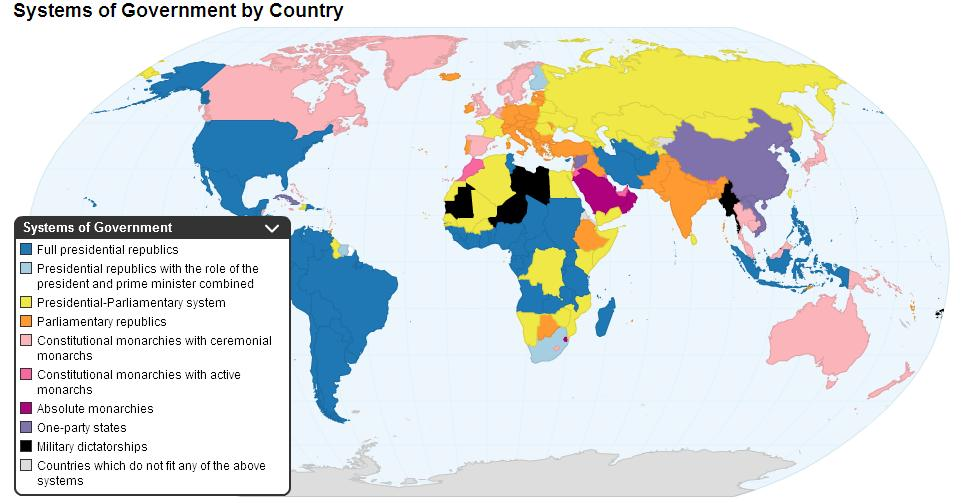 Systems of Government by Country
Systems of Government
Full presidential republics
Presidential republics with the role of the
president and prime minister combined
Presidential-Parliamentary system
Parliamentary republics
Constitutional monarchies with ceremonial
monarchs
Constitutional monarchies with active
monarchs
Absolute monarchies
One-party states
Military dictatorships
Countries which do not fit any of the above
systems